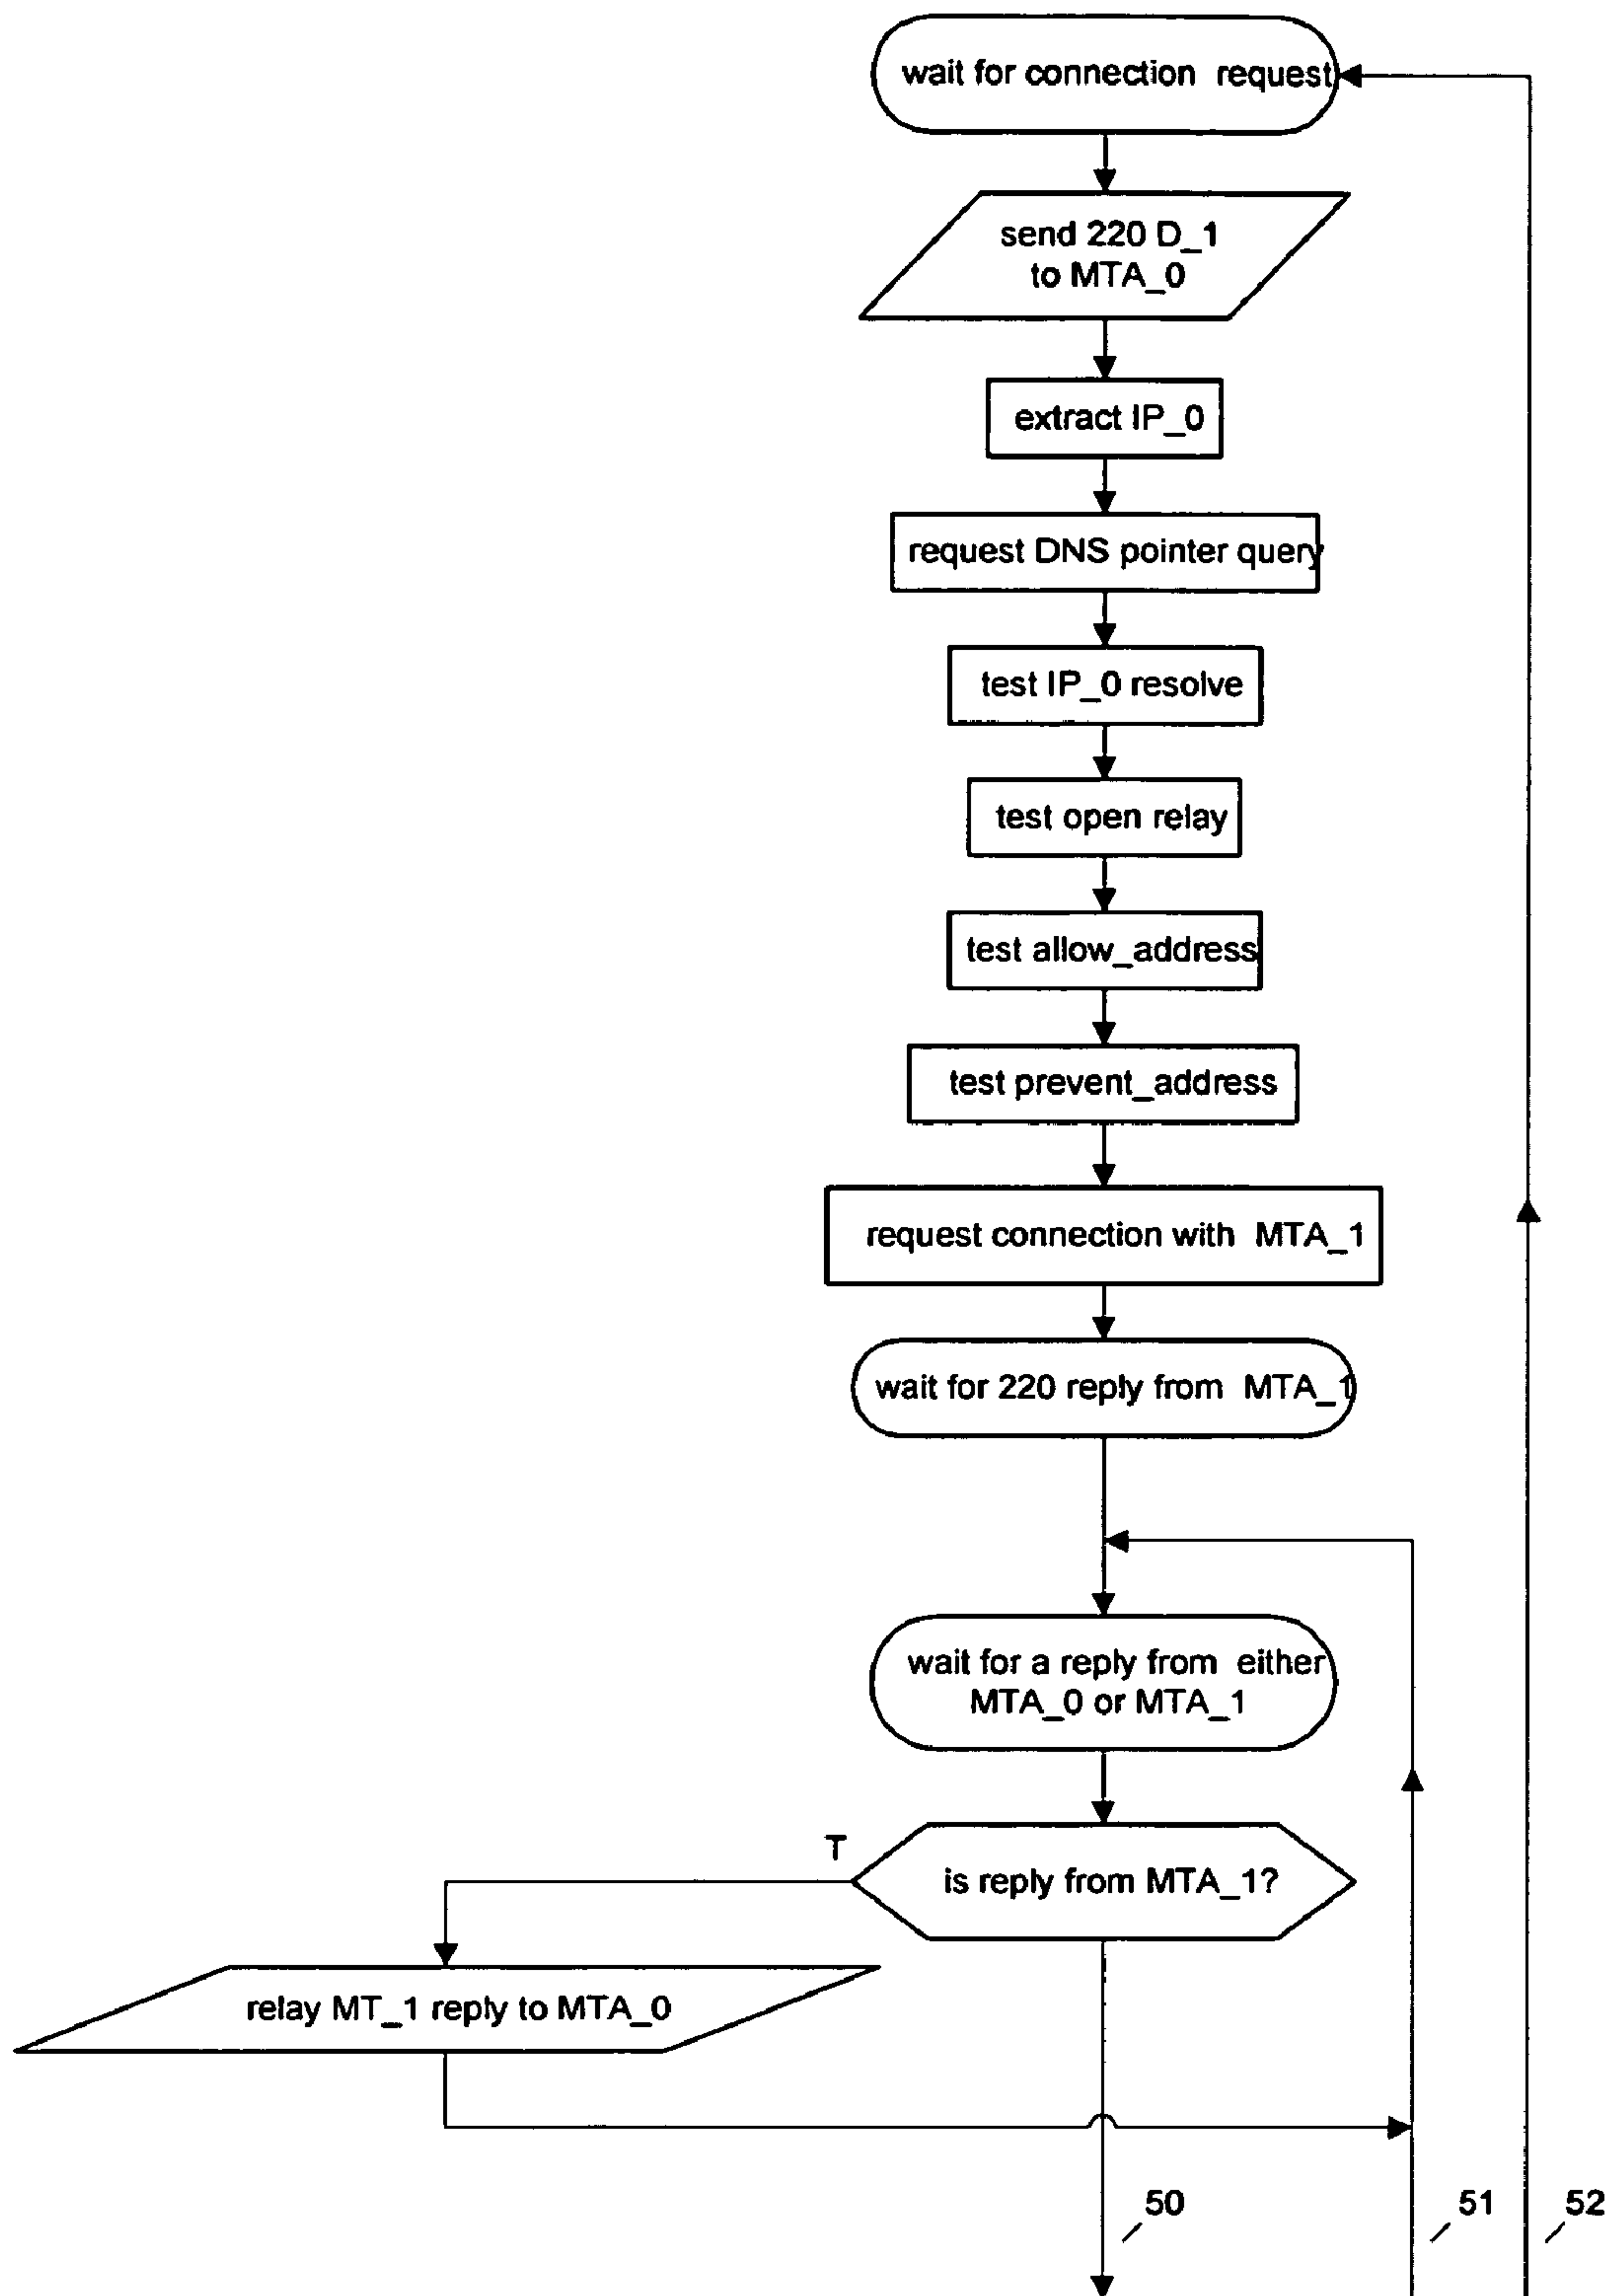 wait for connection request
send 220 D_1
to MTA_0
extract IP_0
request DNS pointer query
test IP_0 resolve
test open relay
test allow_address
test prevent_address
request connection with MTA_1
wait for 220 reply from MTA_1
wait for a reply from either
MTA_0 or MTA_1
T
is reply from MTA_1?
relay MT_1 reply to MTA_0
50
51
52